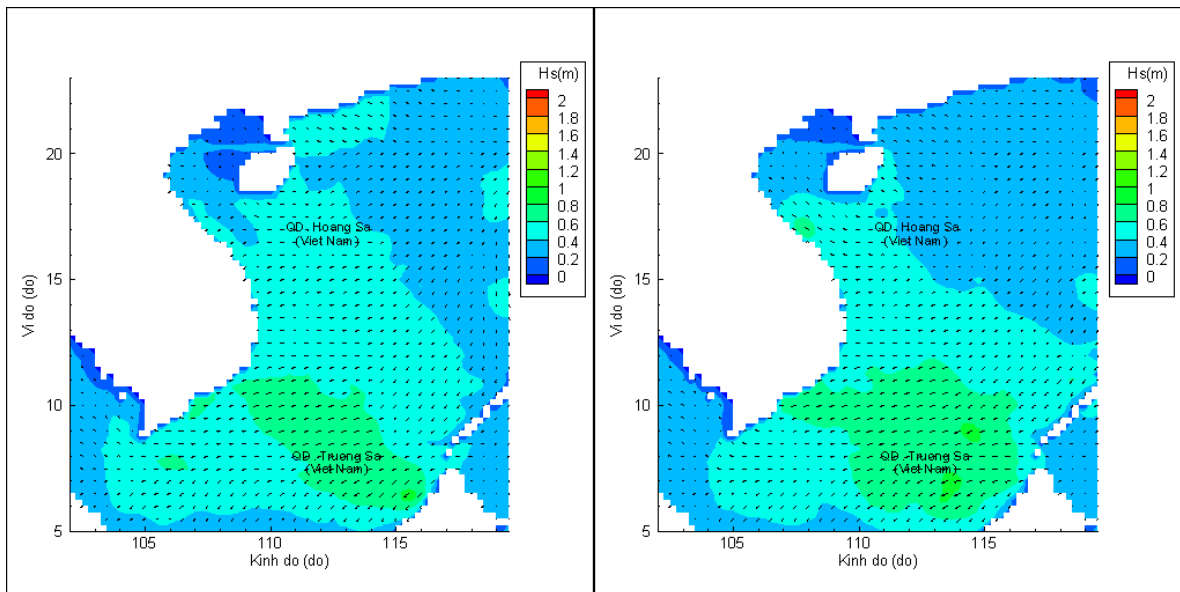 Hs(m)
2
1.8
1.6
1.4
1.2
1
0.8
0.6
0.4
0.2
0
20
15
10
5
Vi do (do)
QD. Hoang Sa
(Viet Nam)
QD. Truong Sa
(Viet Nam)
105
110
115
Kinh do (do)
Hs(m)
2
1.8
1.6
1.4
1.2
1
0.8
0.6
0.4
0.2
0
20
15
10
5
Vi do (do)
QD. Hoang Sa
(Viet Nam)
QD. Truong Sa
(Viet Nam)
105
110
115
Kinh do (do)